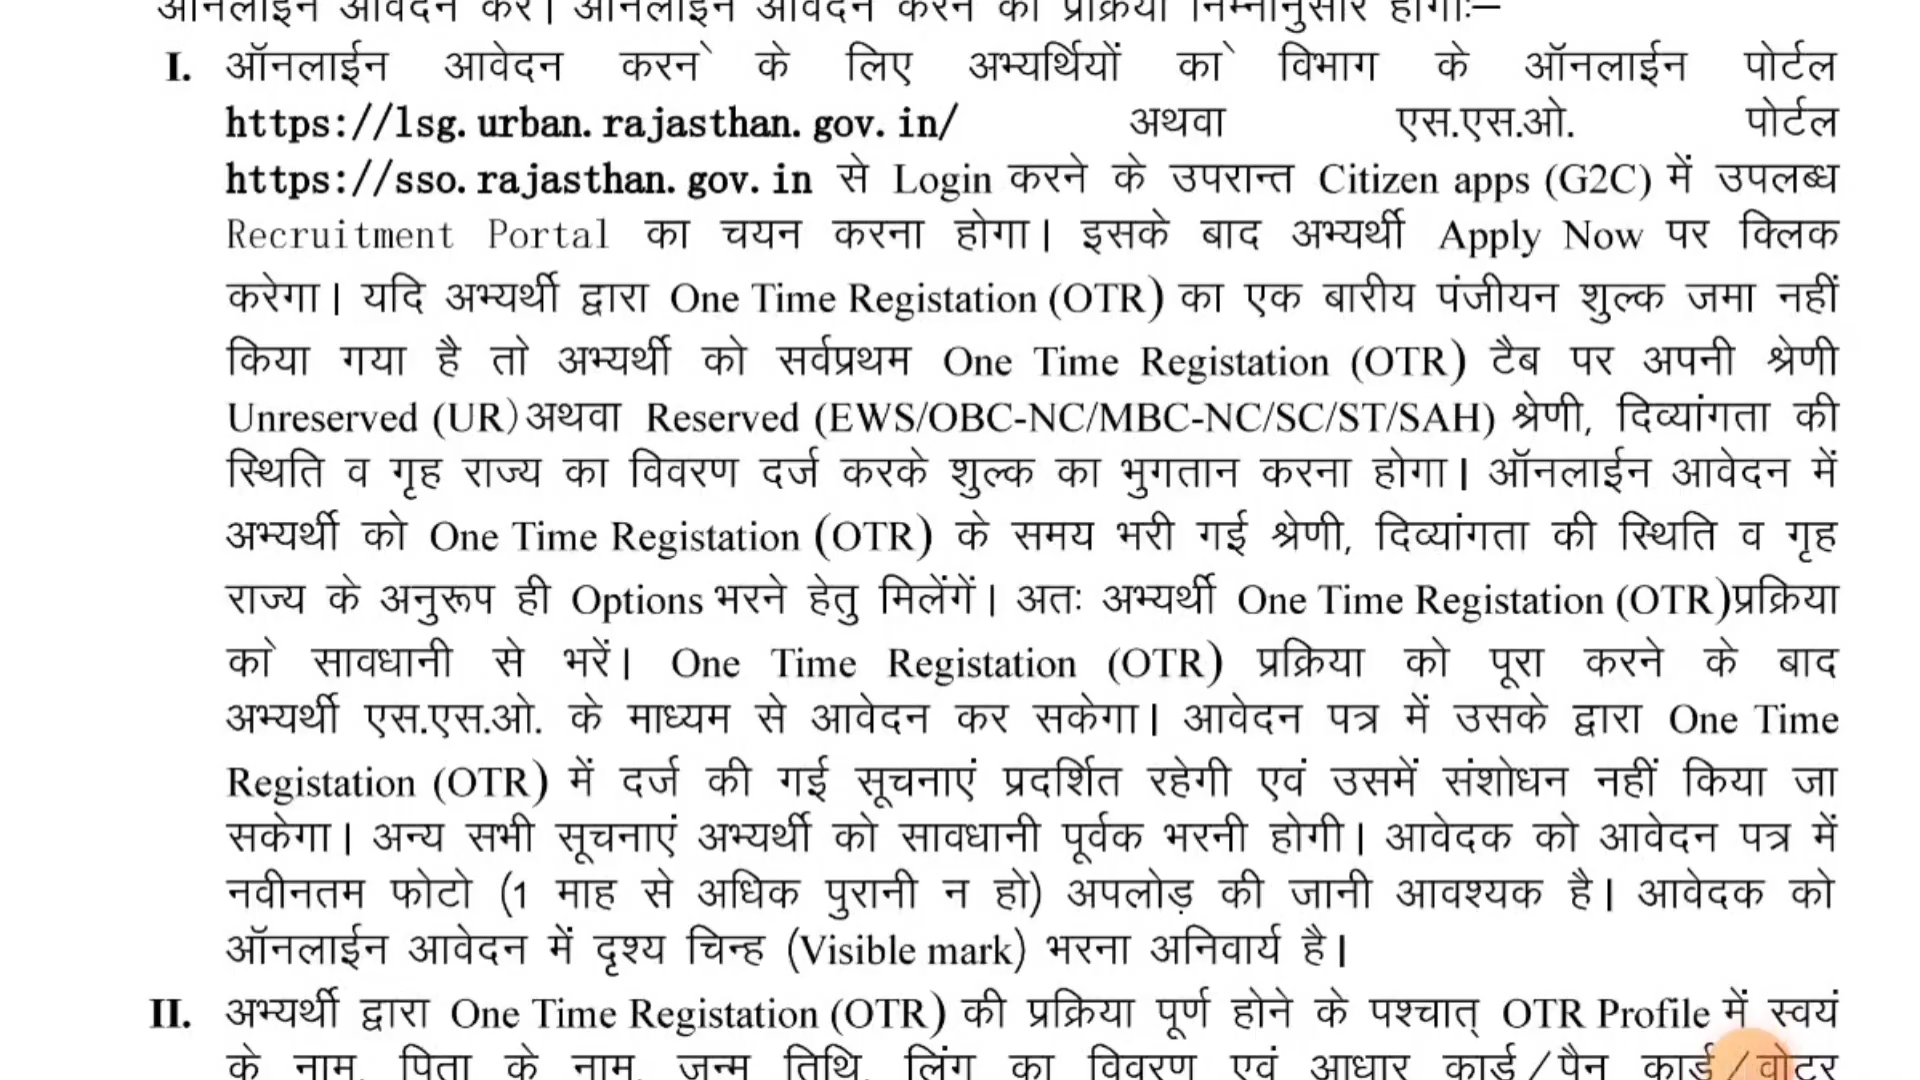 ऑनलाईन आवेदन करें। ऑनलाईन आवेदन करने की प्रक्रिया निम्नानुसार होगीः–
I. ऑनलाईन आवेदन करने के लिए अभ्यर्थियों को विभाग के ऑनलाईन पोर्टल
https://lsg.urban.rajasthan.gov.in/ अथवा एस.एस.ओ. पोर्टल
https://sso.rajasthan.gov.in से Login करने के उपरान्त Citizen apps (G2C) में उपलब्ध
Recruitment Portal का चयन करना होगा। इसके बाद अभ्यर्थी Apply Now पर क्लिक
करेगा। यदि अभ्यर्थी द्वारा One Time Registation (OTR) का एक बारीय पंजीयन शुल्क जमा नहीं
किया गया है तो अभ्यर्थी को सर्वप्रथम One Time Registation (OTR) टैब पर अपनी श्रेणी
Unreserved (UR) अथवा Reserved (EWS/OBC-NC/MBC-NC/SC/ST/SAH) श्रेणी, दिव्यांगता की
स्थिति व गृह राज्य का विवरण दर्ज करके शुल्क का भुगतान करना होगा। ऑनलाईन आवेदन में
अभ्यर्थी को One Time Registation (OTR) के समय भरी गई श्रेणी, दिव्यांगता की स्थिति व गृह
राज्य के अनुरूप ही Options भरने हेतु मिलेंगें। अतः अभ्यर्थी One Time Registation (OTR)प्रक्रिया
को सावधानी से भरें। One Time Registation (OTR) प्रक्रिया को पूरा करने के बाद
अभ्यर्थी एस.एस.ओ. के माध्यम से आवेदन कर सकेगा। आवेदन पत्र में उसके द्वारा One Time
Registation (OTR) में दर्ज की गई सूचनाएं प्रदर्शित रहेगी एवं उसमें संशोधन नहीं किया जा
सकेगा। अन्य सभी सूचनाएं अभ्यर्थी को सावधानी पूर्वक भरनी होगी। आवेदक को आवेदन पत्र में
नवीनतम फोटो (1 माह से अधिक पुरानी न हो) अपलोड़ की जानी आवश्यक है। आवेदक को
ऑनलाईन आवेदन में दृश्य चिन्ह (Visible mark) भरना अनिवार्य है।
II. अभ्यर्थी द्वारा One Time Registation (OTR) की प्रक्रिया पूर्ण होने के पश्चात् OTR Profile में स्वयं
के नाम, पिता के नाम, जन्म तिथि, लिंग का विवरण एवं आधार कार्ड/पैन कार्ड/वोटर